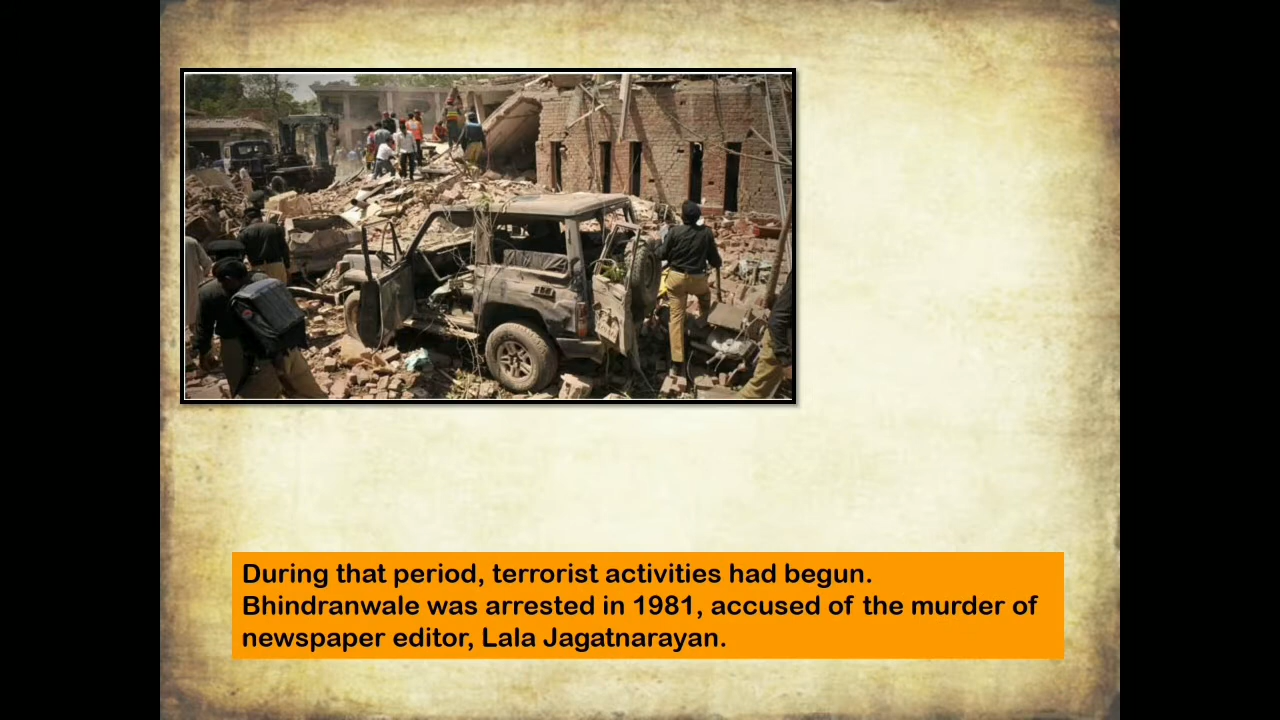 During that period, terrorist activities had begun.
Bhindranwale was arrested in 1981, accused of the murder of
newspaper editor, Lala Jagatnarayan.